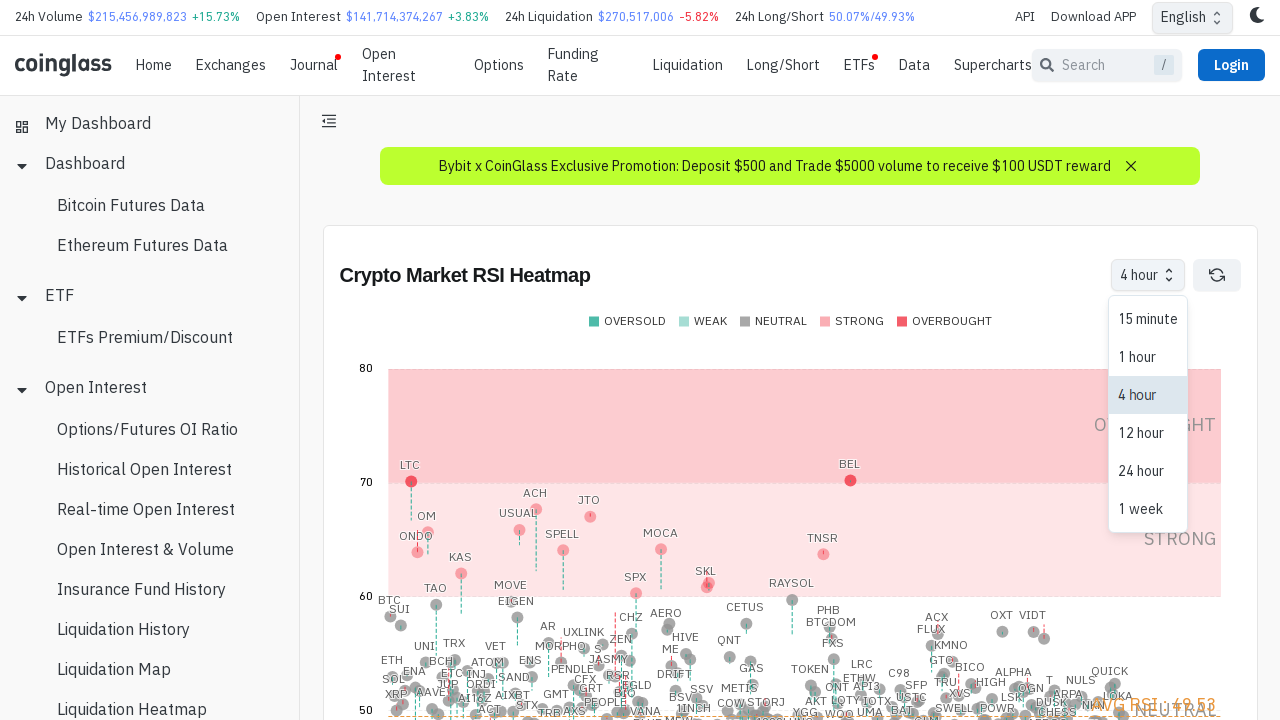 24h Volume $215,456,989,823 +15.73% Open Interest $141,714,374,267 +3.83% 24h Liquidation $270,517,006 -5.82% 24h Long/Short 50.07%/49.93% API Download APP English
coinglass Home Exchanges Journal Open Interest Options Funding Rate Liquidation Long/Short ETFs Data Supercharts Search / Login
My Dashboard
Dashboard
Bitcoin Futures Data
Ethereum Futures Data
ETF
ETFs Premium/Discount
Open Interest
Options/Futures OI Ratio
Historical Open Interest
Real-time Open Interest
Open Interest & Volume
Insurance Fund History
Liquidation History
Liquidation Map
Liquidation Heatmap
Bybit x CoinGlass Exclusive Promotion: Deposit $500 and Trade $5000 volume to receive $100 USDT reward
Crypto Market RSI Heatmap
4 hour
15 minute
1 hour
4 hour
12 hour
24 hour
1 week
OVERSOLD WEAK NEUTRAL STRONG OVERBOUGHT
80
70
LTC BEL
ACH JTO
OM USUAL
ONDO SPELL MOCA TNSR
STRONG
KAS
SPX SKL
TAO MOVE RAYSOL
60
BTC EIGEN
SUI CHZ AERO CETUS PHB ACX OXT VIDT
AR BTCDOM FLUX
UXLINK ZEN HIVE QNT FXS KMNO
UNI TRX VET MORPHO S ME
ETH BCH ATOM ENS JASMY GAS LRC GTC BICO
ENA PENDLE DRIFT TOKEN ETHW C98 ALPHA QUICK
SOL ETC INJ SAND CFX RSR TRU HIGH T NULS
JUP ORDI GRT EGLD SSV METIS ONT API3 SFP OGN
XRP AAVE AIXBT GMT BIO XVS LSK ARPA LOKA
AITOZ STX PEOPLE 1INCH COW STORJ AKT LQTY IOTX USTC DUSK NKN
50
ACT TRB AXS AVAX YGG WOO UMA BAT SWELL POWR CHESS
NEUTRAL